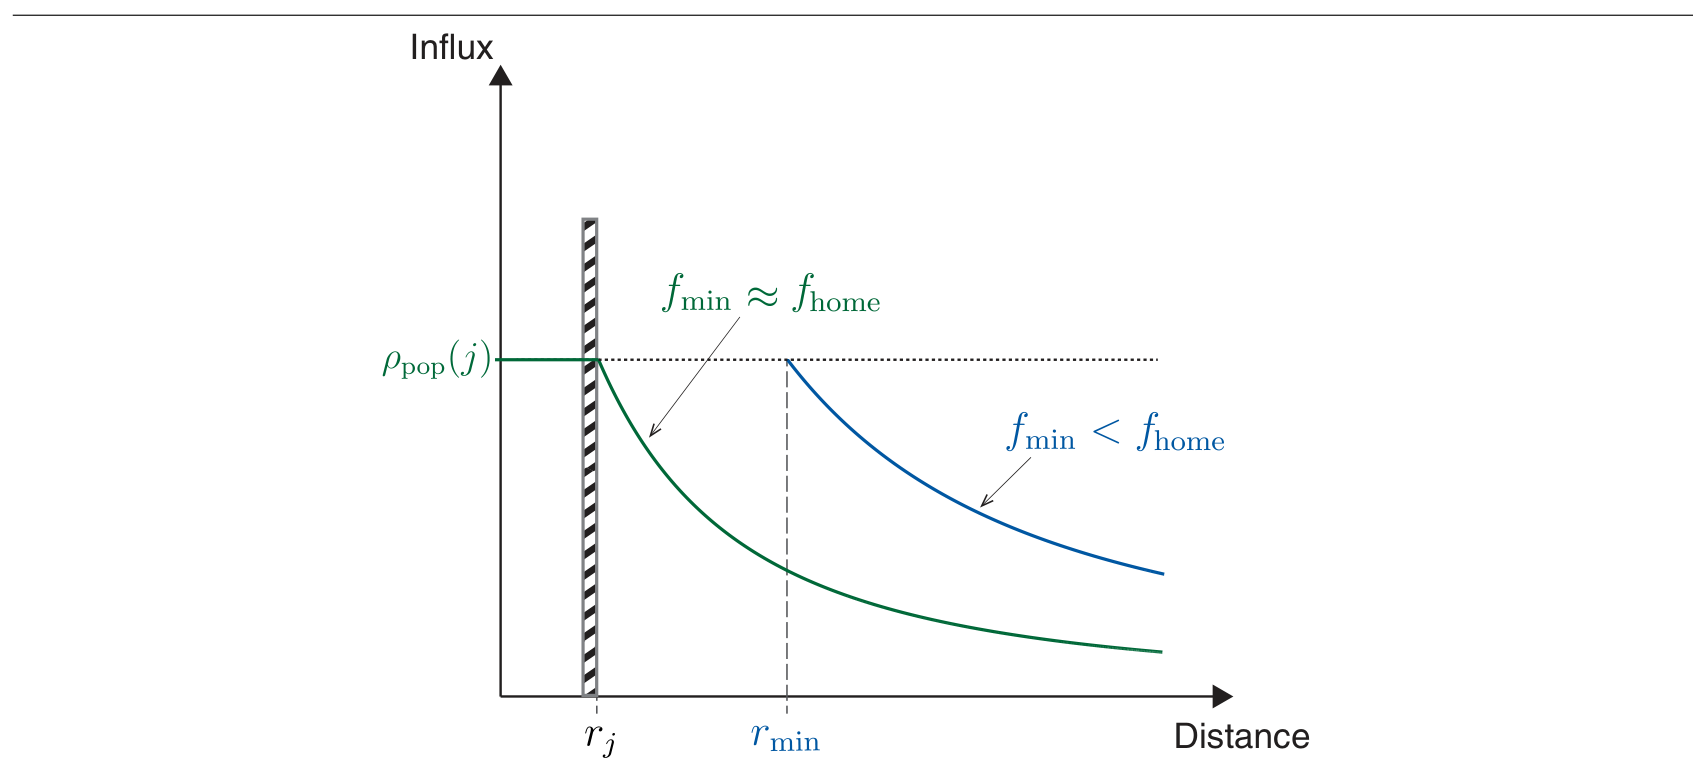 Influx
f_min ≈ f_home
ρ_pop(j)
f_min < f_home
r_j
r_min
Distance